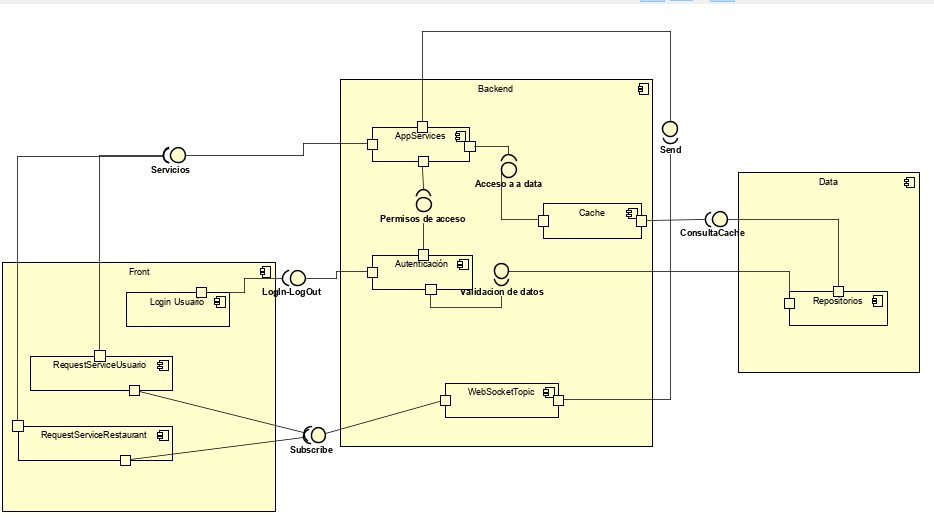 Backend
AppServices
Send
Servicios
Acceso a a data
Data
Permisos de acceso
Cache
ConsultaCache
Front
Autenticación
LogIn-LogOut
Validacion de datos
Login Usuario
Repositorios
RequestServiceUsuario
WebSocketTopic
RequestServiceRestaurant
Subscribe